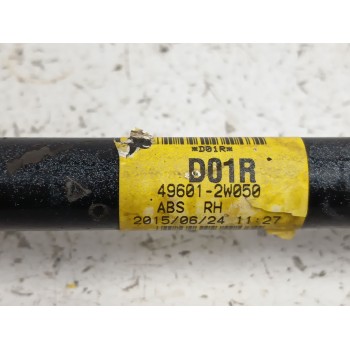 *D01R*
D01R
49601-2W050
ABS RH
2015/06/24 11:27